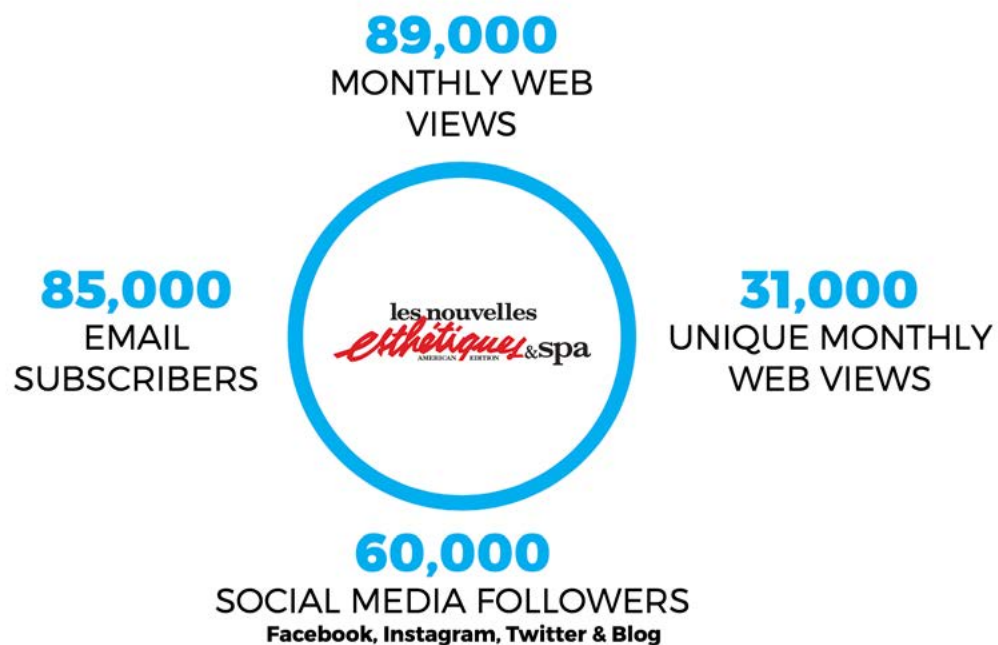 89,000
MONTHLY WEB
VIEWS
85,000
EMAIL
SUBSCRIBERS
les nouvelles
esthétiques &spa
AMERICAN EDITION
31,000
UNIQUE MONTHLY
WEB VIEWS
60,000
SOCIAL MEDIA FOLLOWERS
Facebook, Instagram, Twitter & Blog